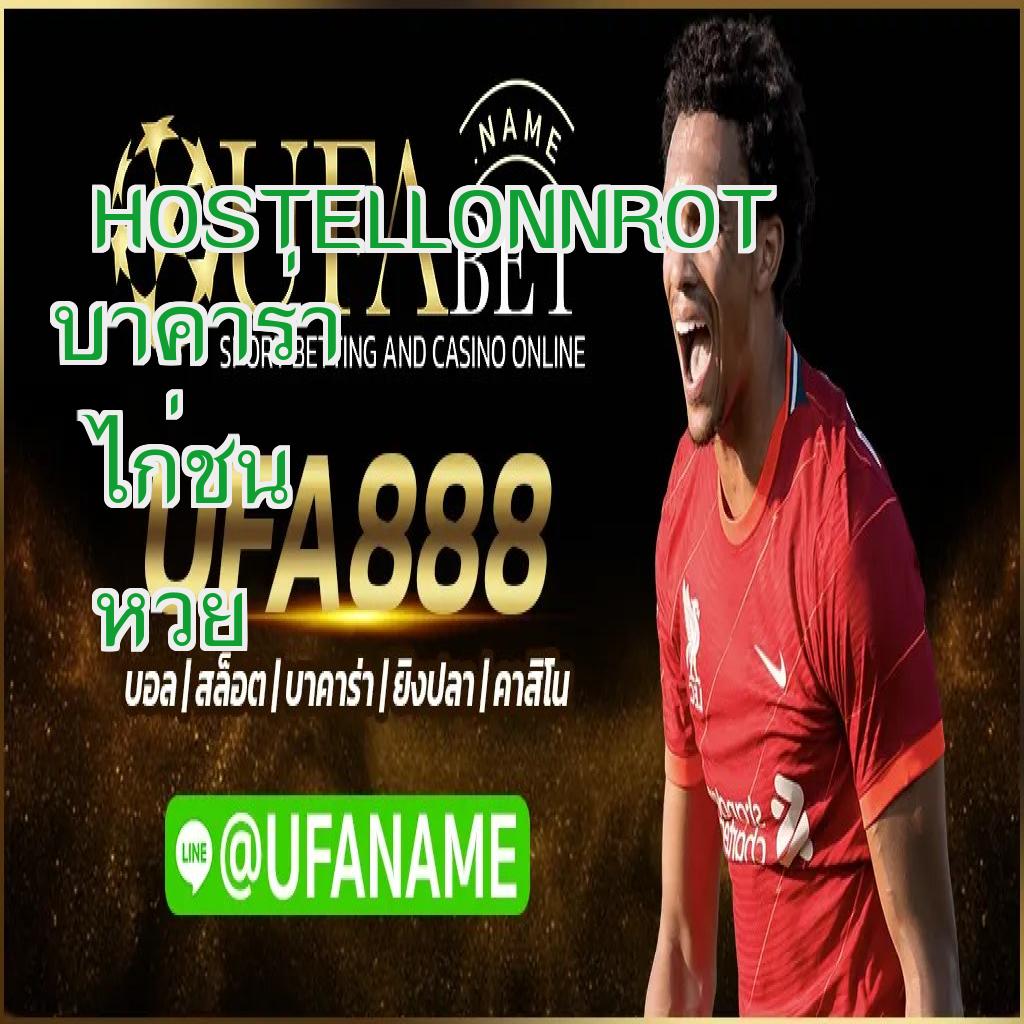 .NAME
UFABET
HOSTELLONNROT
บาคาร่า
SPORT BETTING AND CASINO ONLINE
ไก่ชน
UFA888
หวย
บอล | สล็อต | บาคาร่า | ยิงปลา | คาสิโน
LINE @UFANAME